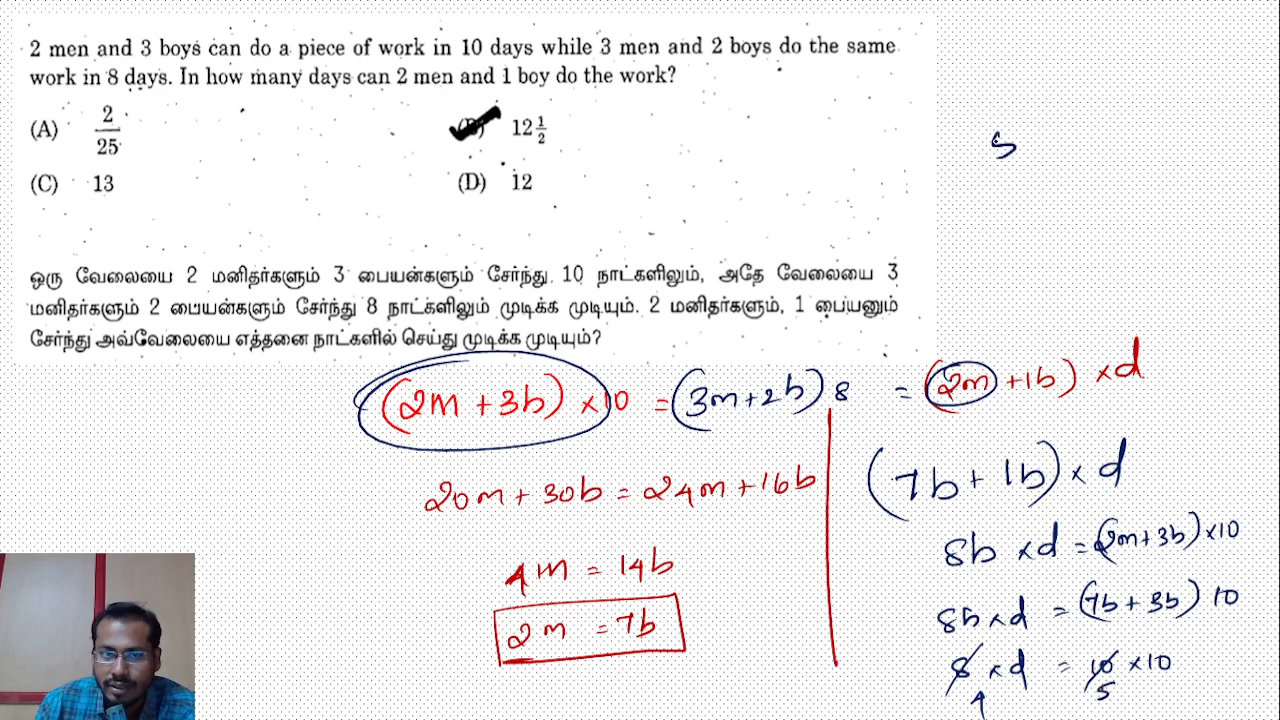 2 men and 3 boys can do a piece of work in 10 days while 3 men and 2 boys do the same
work in 8 days. In how many days can 2 men and 1 boy do the work?
(A) 2/25 (B) 12 1/2
(C) 13 (D) 12
ஒரு வேலையை 2 மனிதர்களும் 3 பையன்களும் சேர்ந்து 10 நாட்களிலும், அதே வேலையை 3
மனிதர்களும் 2 பையன்களும் சேர்ந்து 8 நாட்களிலும் முடிக்க முடியும். 2 மனிதர்களும், 1 பையனும்
சேர்ந்து அவ்வேலையை எத்தனை நாட்களில் செய்து முடிக்க முடியும்?
(2m + 3b) × 10 = (3m + 2b) 8 = (2m + 1b) × d
20m + 30b = 24m + 16b
4m = 14b
2m = 7b
(7b + 1b) × d
8b × d = (2m + 3b) × 10
8b × d = (7b + 3b) 10
8 × d = 10 × 10
4 5